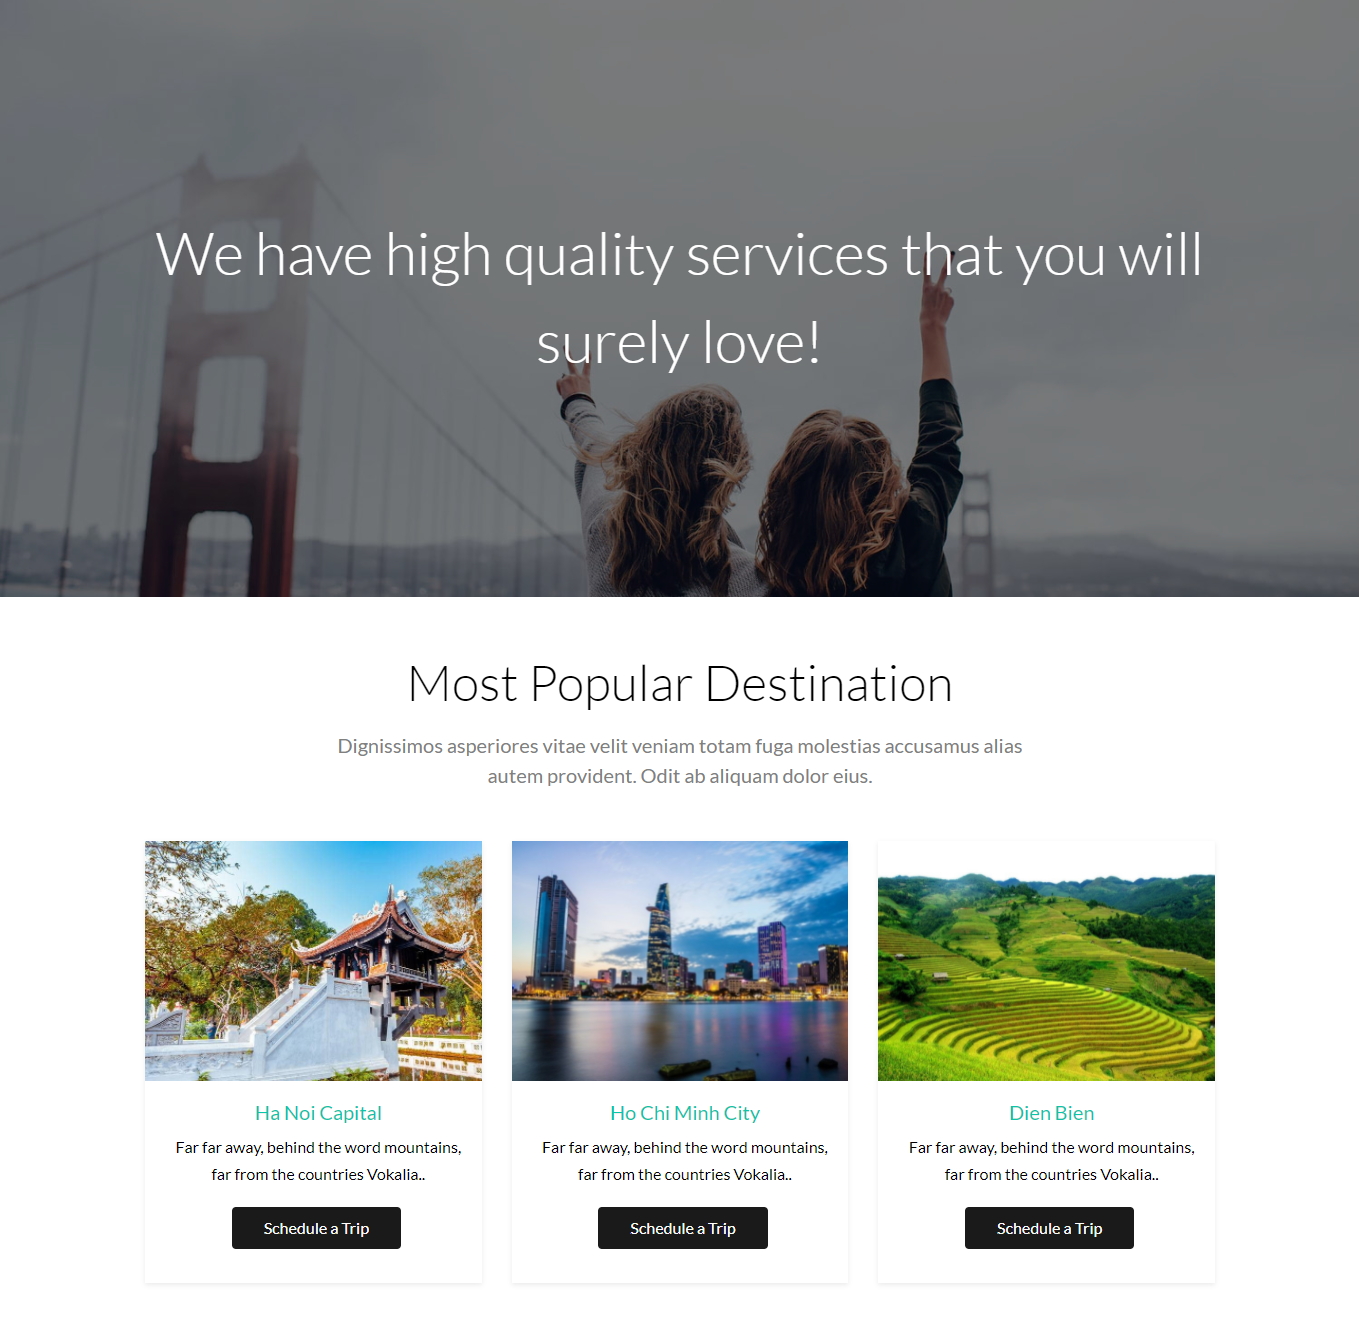 We have high quality services that you will
surely love!
Most Popular Destination
Dignissimos asperiores vitae velit veniam totam fuga molestias accusamus alias
autem provident. Odit ab aliquam dolor eius.
Ha Noi Capital
Far far away, behind the word mountains,
far from the countries Vokalia..
Schedule a Trip
Ho Chi Minh City
Far far away, behind the word mountains,
far from the countries Vokalia..
Schedule a Trip
Dien Bien
Far far away, behind the word mountains,
far from the countries Vokalia..
Schedule a Trip